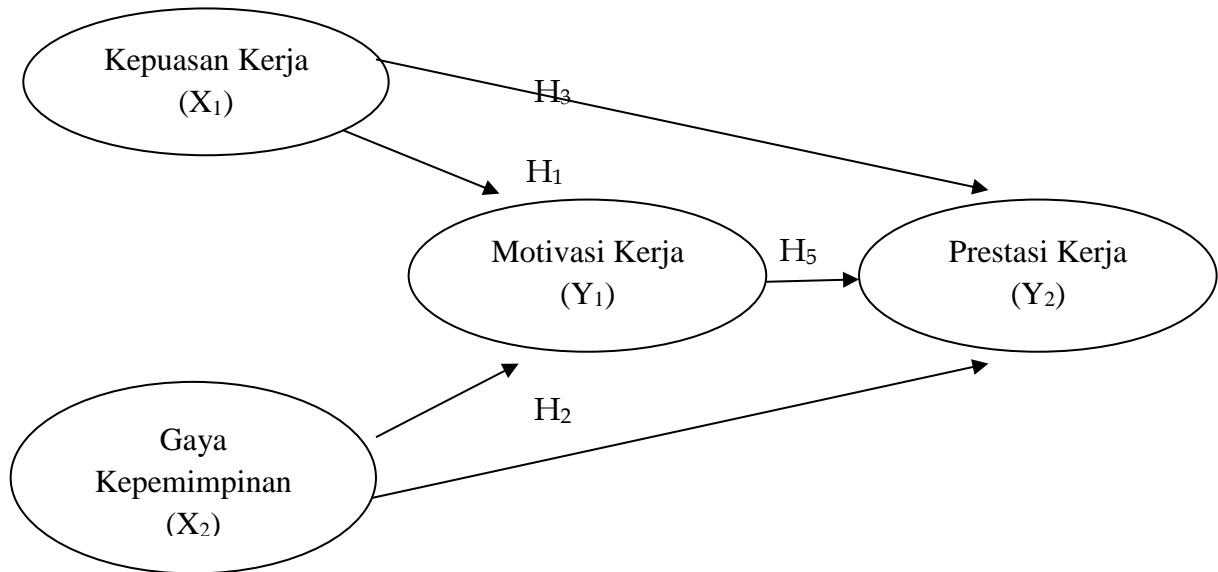 Kepuasan Kerja
(X₁)
H₃
H₁
Motivasi Kerja
(Y₁)
H₅
Prestasi Kerja
(Y₂)
H₂
Gaya
Kepemimpinan
(X₂)